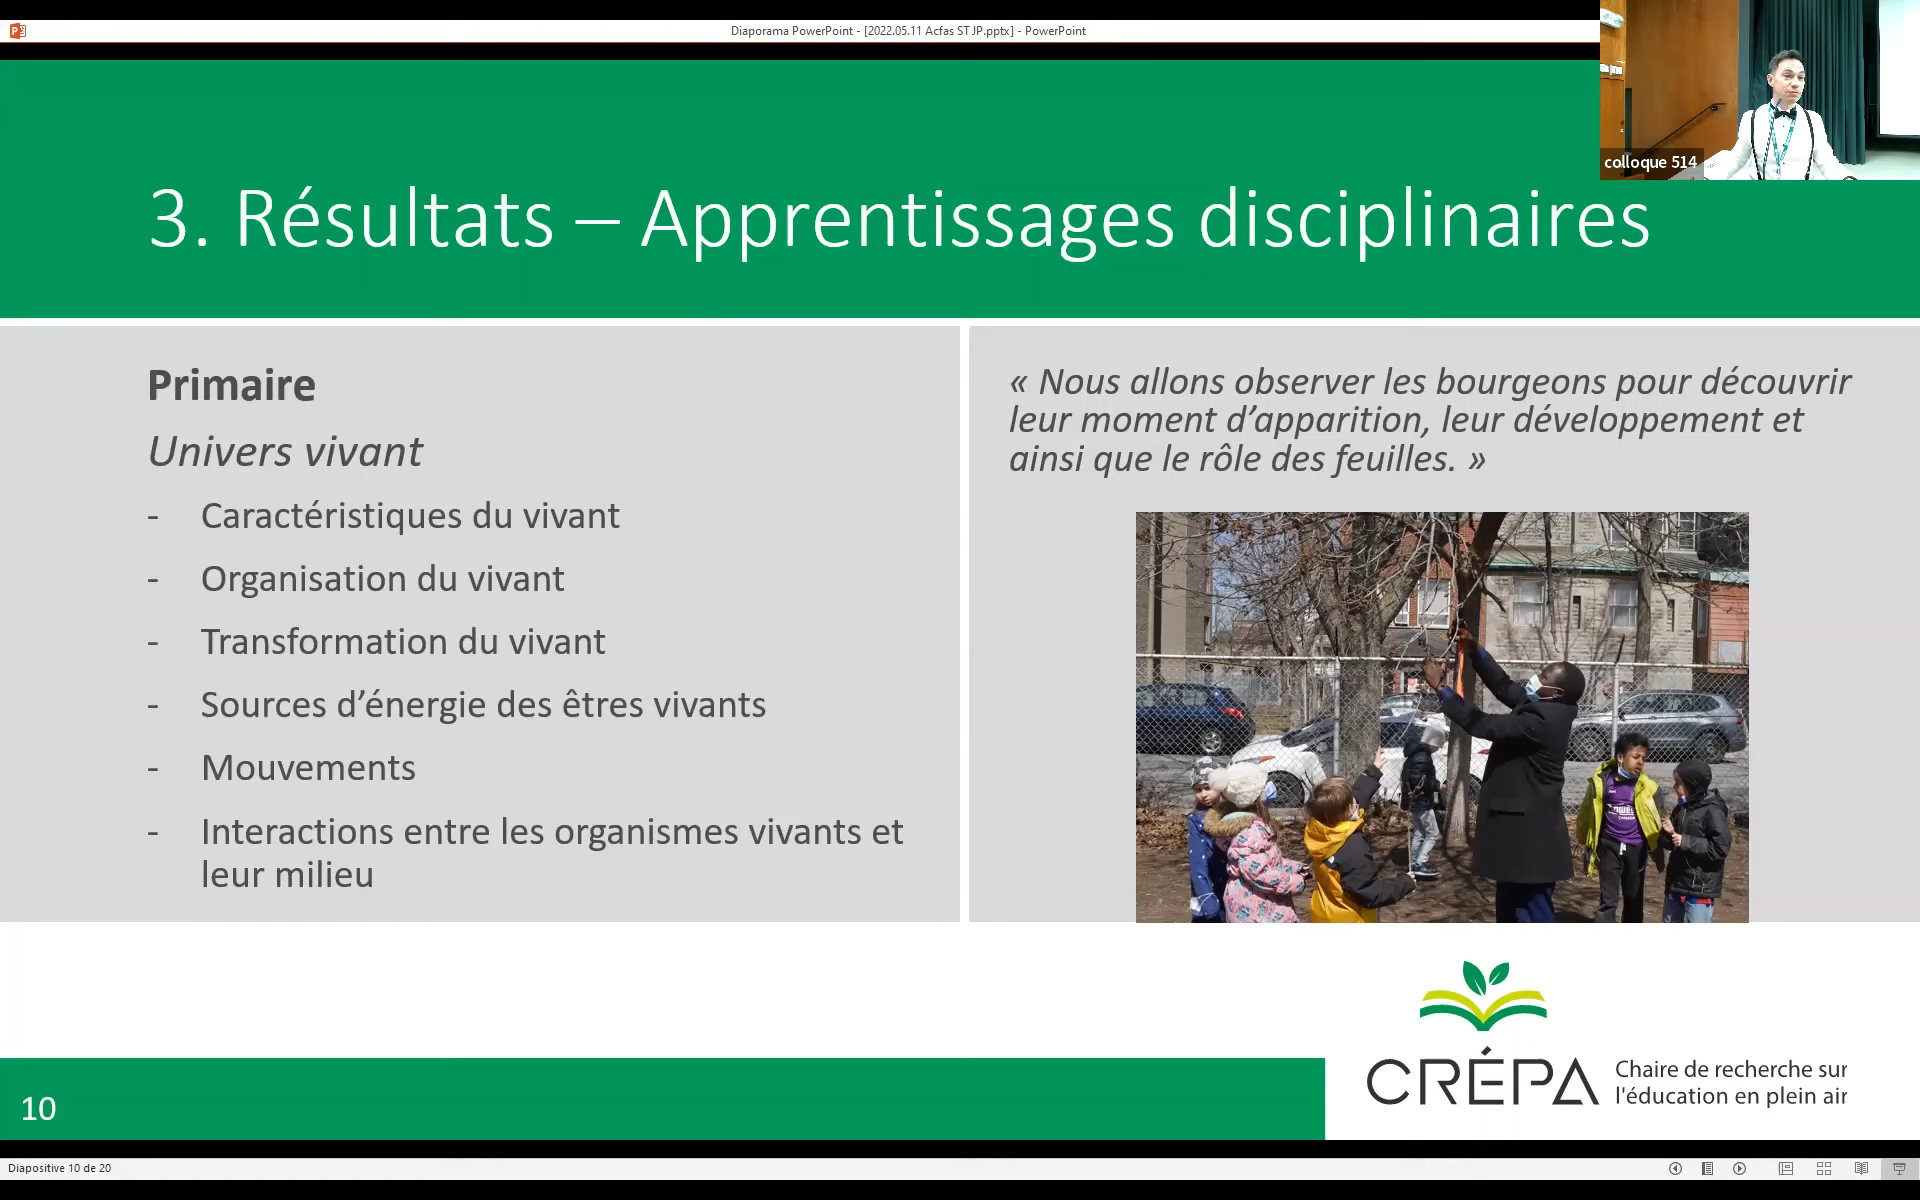 Diaporama PowerPoint - [2022.05.11 Acfas ST JP.pptx] - PowerPoint
colloque 514
3. Résultats – Apprentissages disciplinaires
Primaire
Univers vivant
- Caractéristiques du vivant
- Organisation du vivant
- Transformation du vivant
- Sources d’énergie des êtres vivants
- Mouvements
- Interactions entre les organismes vivants et
leur milieu
« Nous allons observer les bourgeons pour découvrir
leur moment d’apparition, leur développement et
ainsi que le rôle des feuilles. »
CRÉPA
Chaire de recherche sur
l'éducation en plein air
10
Diapositive 10 de 20